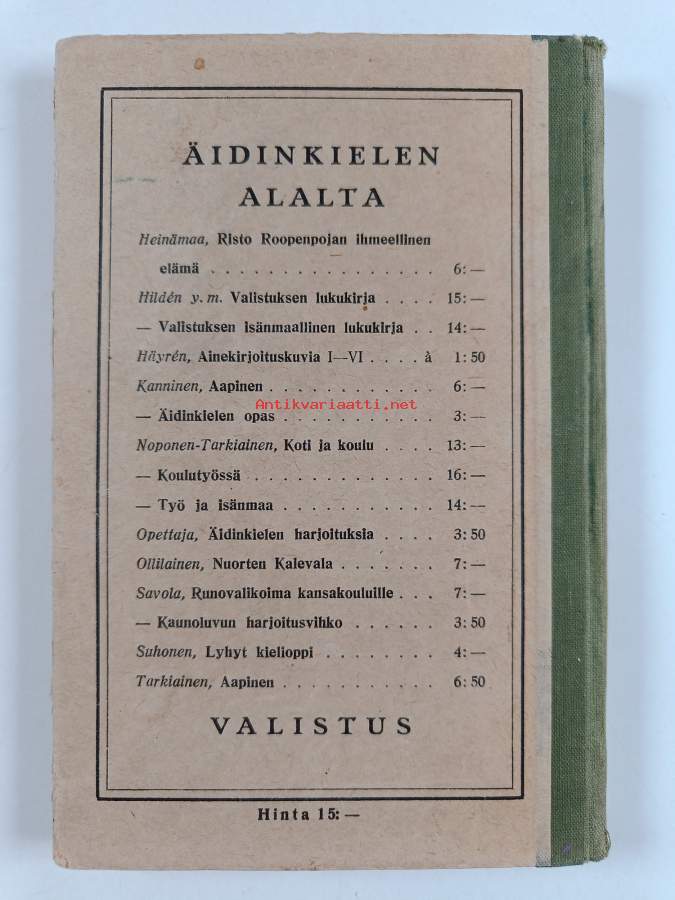 ÄIDINKIELEN
ALALTA
Heinämaa, Risto Roopenpojan ihmeellinen
elämä . . . . . . . . . . . . . . . . 6: —
Hildén y. m. Valistuksen lukukirja . . . . 15: —
— Valistuksen isänmaallinen lukukirja . . 14: —
Häyrén, Ainekirjoituskuvia I—VI . . . . à 1: 50
Kanninen, Aapinen . . . . . . . . . . . . 6: —
Antikvariaatti.net
— Äidinkielen opas . . . . . . . . . . . 3: —
Noponen-Tarkiainen, Koti ja koulu . . . . 13: —
— Koulutyössä . . . . . . . . . . . . . 16: —
— Työ ja isänmaa . . . . . . . . . . . 14: —
Opettaja, Äidinkielen harjoituksia . . . . 3: 50
Ollilainen, Nuorten Kalevala . . . . . . . 7: —
Savola, Runovalikoima kansakouluille . . . 7: —
— Kaunoluvun harjoitusvihko . . . . . . 3: 50
Suhonen, Lyhyt kielioppi . . . . . . . . . 4: —
Tarkiainen, Aapinen . . . . . . . . . . . 6: 50
VALISTUS
Hinta 15: —